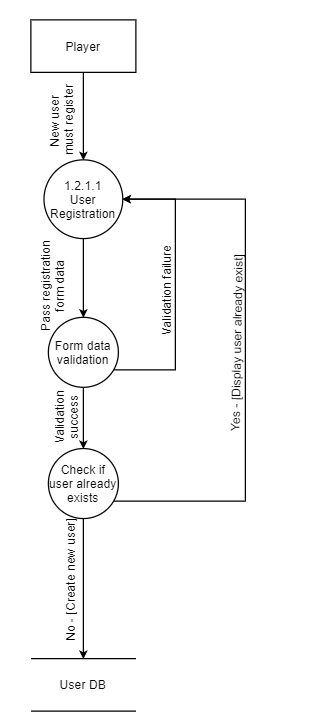 Player
New user
must register
1.2.1.1
User
Registration
Pass registration
form data
Validation failure
Yes - [Display user already exist]
Form data
validation
Validation
success
Check if
user already
exists
No - [Create new user]
User DB